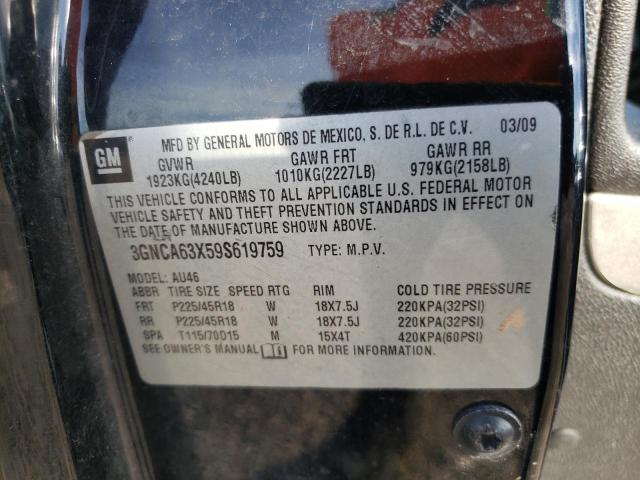 GM
MFD BY GENERAL MOTORS DE MEXICO, S. DE R.L. DE C.V. 03/09
GVWR GAWR FRT GAWR RR
1923KG(4240LB) 1010KG(2227LB) 979KG(2158LB)
THIS VEHICLE CONFORMS TO ALL APPLICABLE U.S. FEDERAL MOTOR
VEHICLE SAFETY AND THEFT PREVENTION STANDARDS IN EFFECT ON
THE DATE OF MANUFACTURE SHOWN ABOVE.
3GNCA63X59S619759 TYPE: M.P.V.
MODEL: AU46
ABBR TIRE SIZE SPEED RTG RIM COLD TIRE PRESSURE
FRT P225/45R18 W 18X7.5J 220KPA(32PSI)
RR P225/45R18 W 18X7.5J 220KPA(32PSI)
SPA T115/70D15 M 15X4T 420KPA(60PSI)
SEE OWNER'S MANUAL FOR MORE INFORMATION.